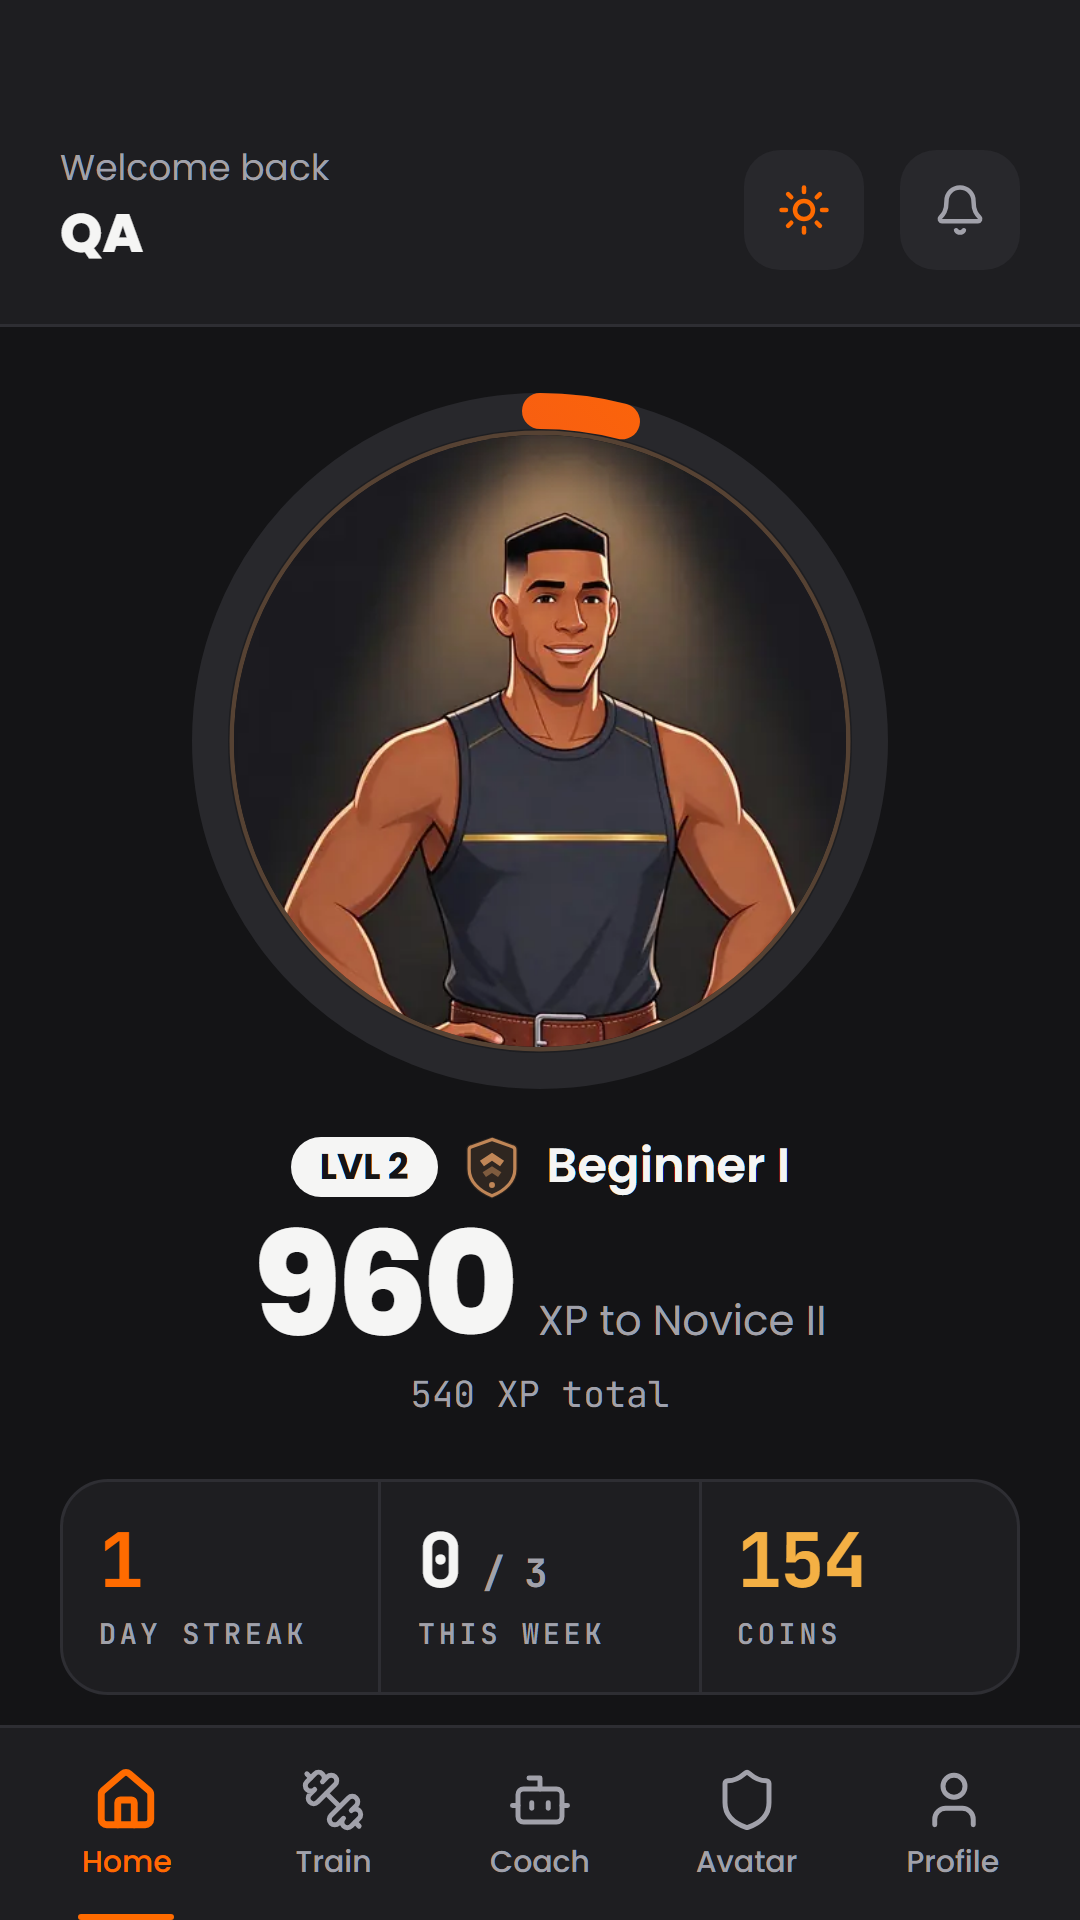 Welcome back
QA
LVL 2 Beginner I
960 XP to Novice II
540 XP total
1
DAY STREAK
0 / 3
THIS WEEK
154
COINS
Home
Train
Coach
Avatar
Profile